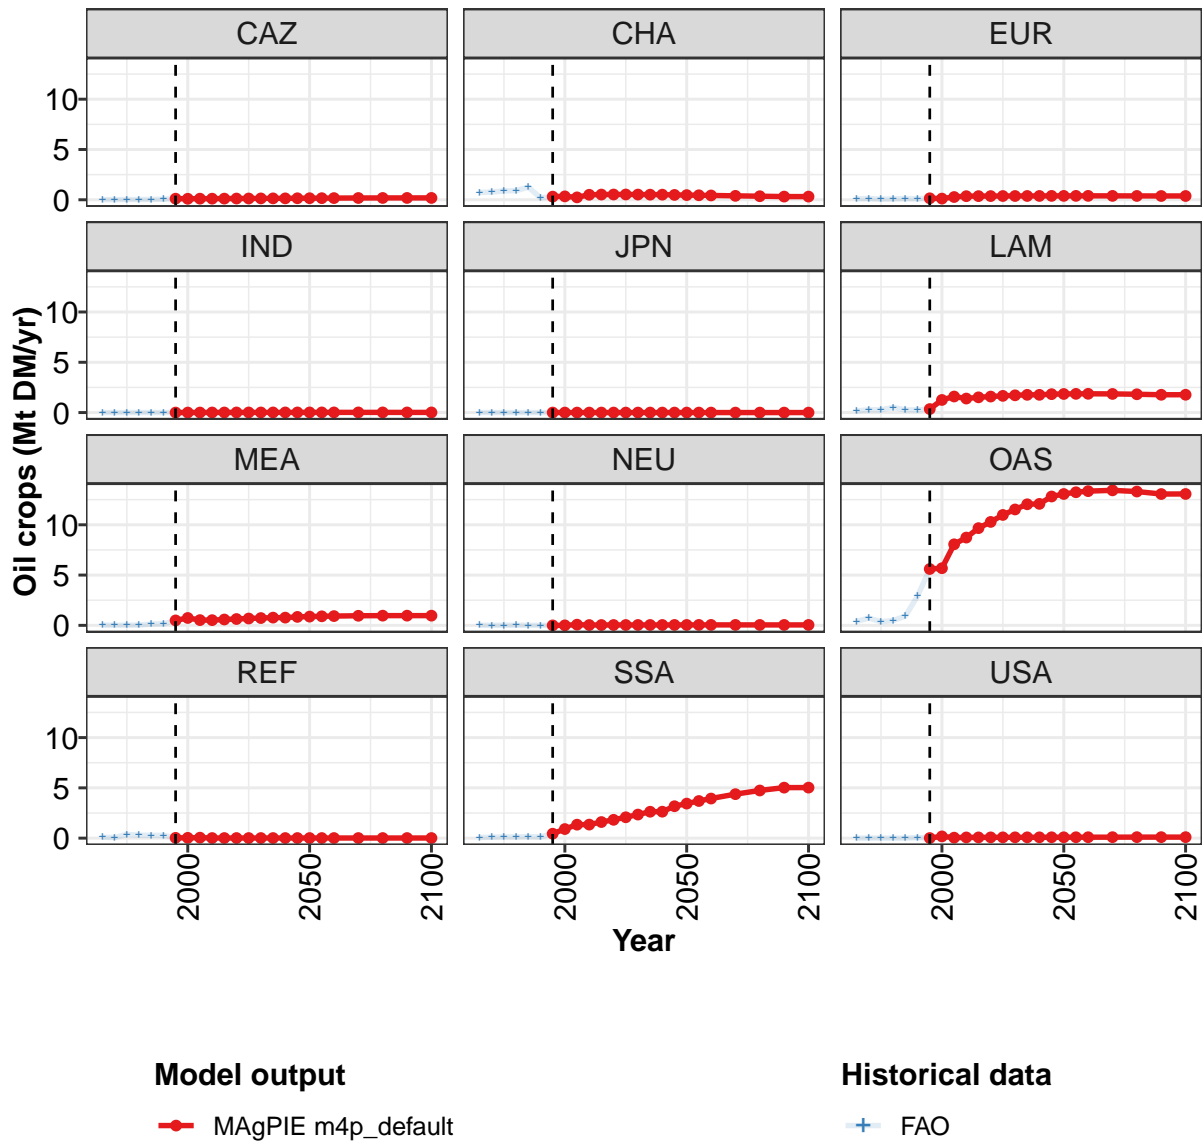 CAZ CHA EUR
10
5
0
IND JPN LAM
10
5
0
MEA NEU OAS
10
5
0
REF SSA USA
10
5
0
Oil crops (Mt DM/yr)
2000 2050 2100 2000 2050 2100 2000 2050 2100
Year
Model output Historical data
MAgPIE m4p_default FAO